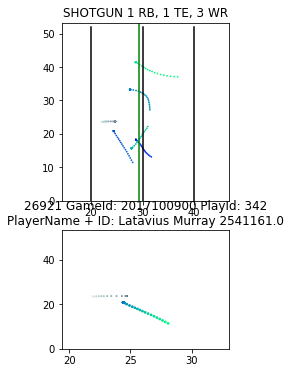 SHOTGUN 1 RB, 1 TE, 3 WR
50
40
30
20
10
0
20 30 40
26921 GameId: 2017100900 PlayId: 342
PlayerName + ID: Latavius Murray 2541161.0
40
20
0
20 25 30